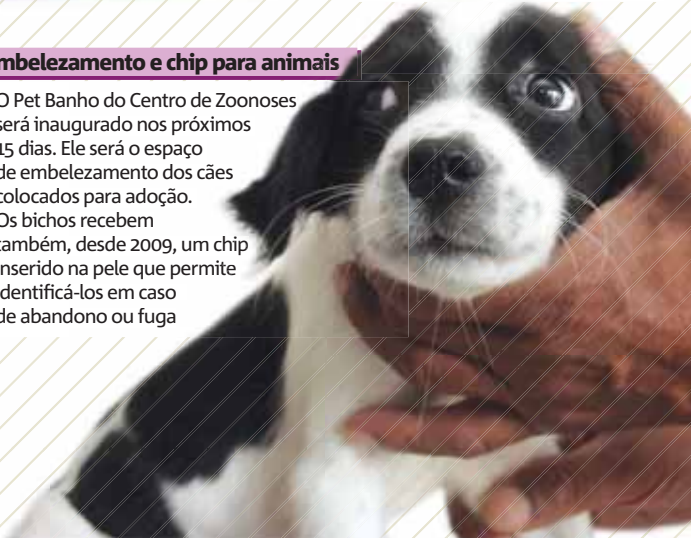 mbelezamento e chip para animais
O Pet Banho do Centro de Zoonoses
será inaugurado nos próximos
15 dias. Ele será o espaço
de embelezamento dos cães
colocados para adoção.
Os bichos recebem
também, desde 2009, um chip
inserido na pele que permite
identificá-los em caso
de abandono ou fuga